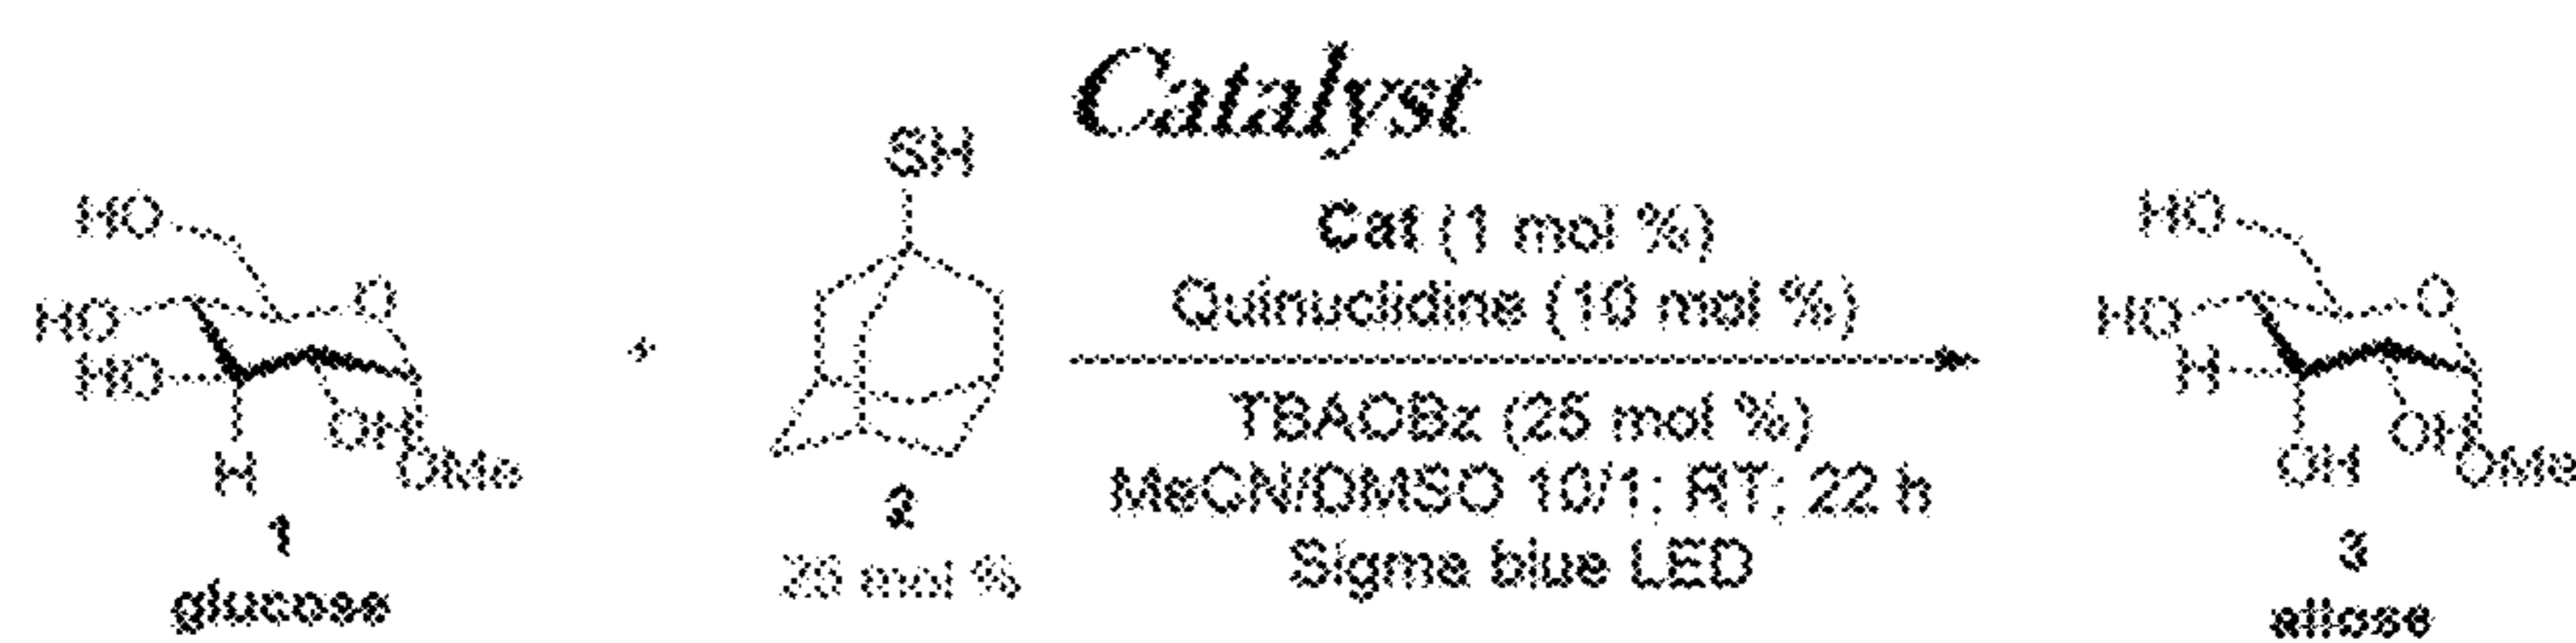 Catalyst
SH
HO
O
HO
HO
OH
H
OMe
1
glucose
+
2
25 mol %
Cat (1 mol %)
Quinuclidine (10 mol %)
TBAOBz (25 mol %)
MeCN/DMSO 10/1; RT; 22 h
Sigma blue LED
HO
O
HO
H
OH
OH
OMe
3
allose